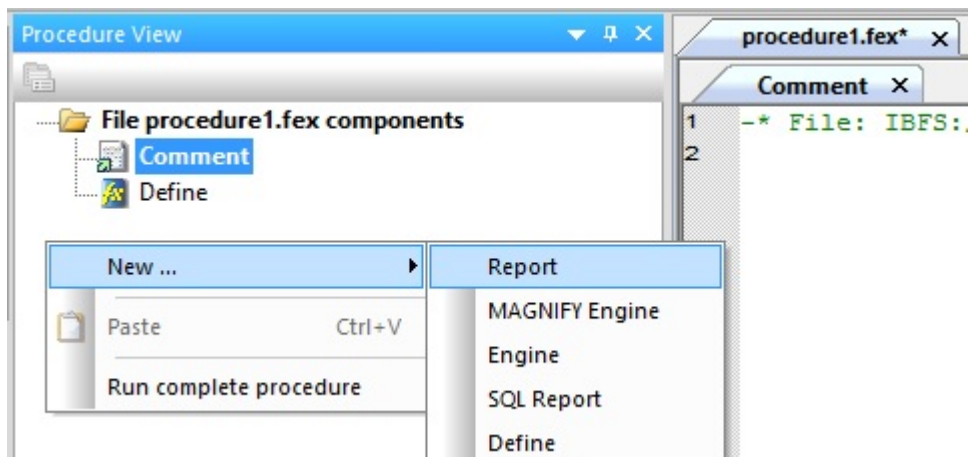 Procedure View
procedure1.fex*
Comment
File procedure1.fex components
Comment
Define
1 -* File: IBFS:/
2
New ...
Paste Ctrl+V
Run complete procedure
Report
MAGNIFY Engine
Engine
SQL Report
Define